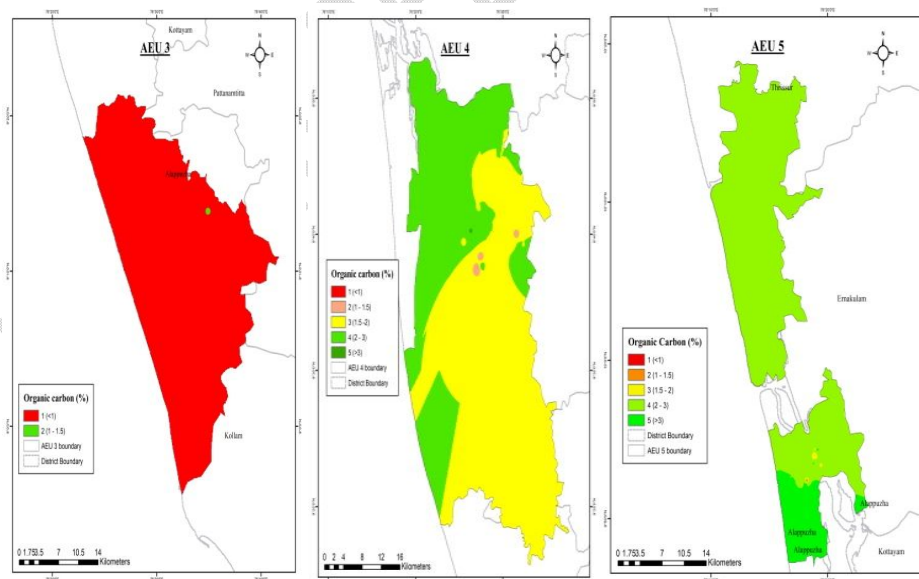 AEU 3
Kottayam
Pattanamtitta
N
W E
S
Kollam
Organic carbon (%)
1 (<1)
2 (1 - 1.5)
AEU 3 boundary
District Boundary
0 1.75 3.5 7 10.5 14
Kilometers
AEU 4
N
W E
S
Organic carbon (%)
1 (<1)
2 (1 - 1.5)
3 (1.5 -2)
4 (2 - 3)
5 (>3)
AEU 4 boundary
District Boundary
0 2 4 8 12 16
Kilometers
AEU 5
N
W E
S
Thrissur
Ernakulam
Organic Carbon (%)
1 (<1)
2 (1 - 1.5)
3 (1.5 - 2)
4 (2 - 3)
5 (>3)
District Boundary
AEU 5 boundary
Alappuzha
Alappuzha
Alappuzha
Kottayam
0 1.75 3.5 7 10.5 14
Kilometers